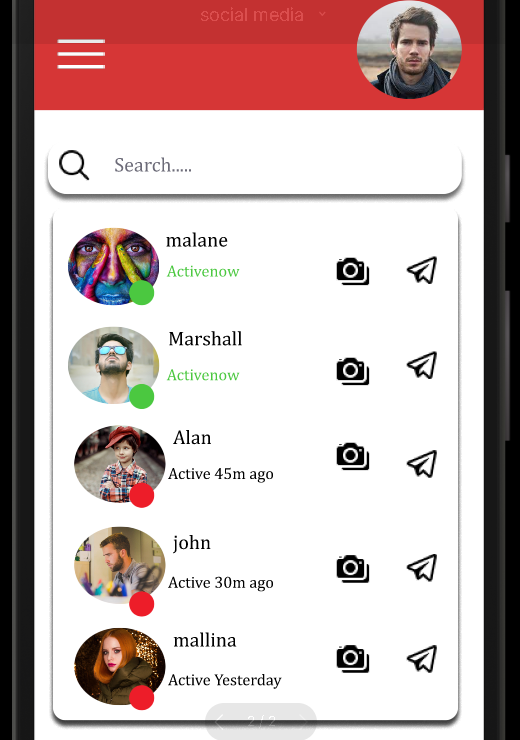 social media
Search.....
malane
Activenow
Marshall
Activenow
Alan
Active 45m ago
john
Active 30m ago
mallina
Active Yesterday
2 / 2